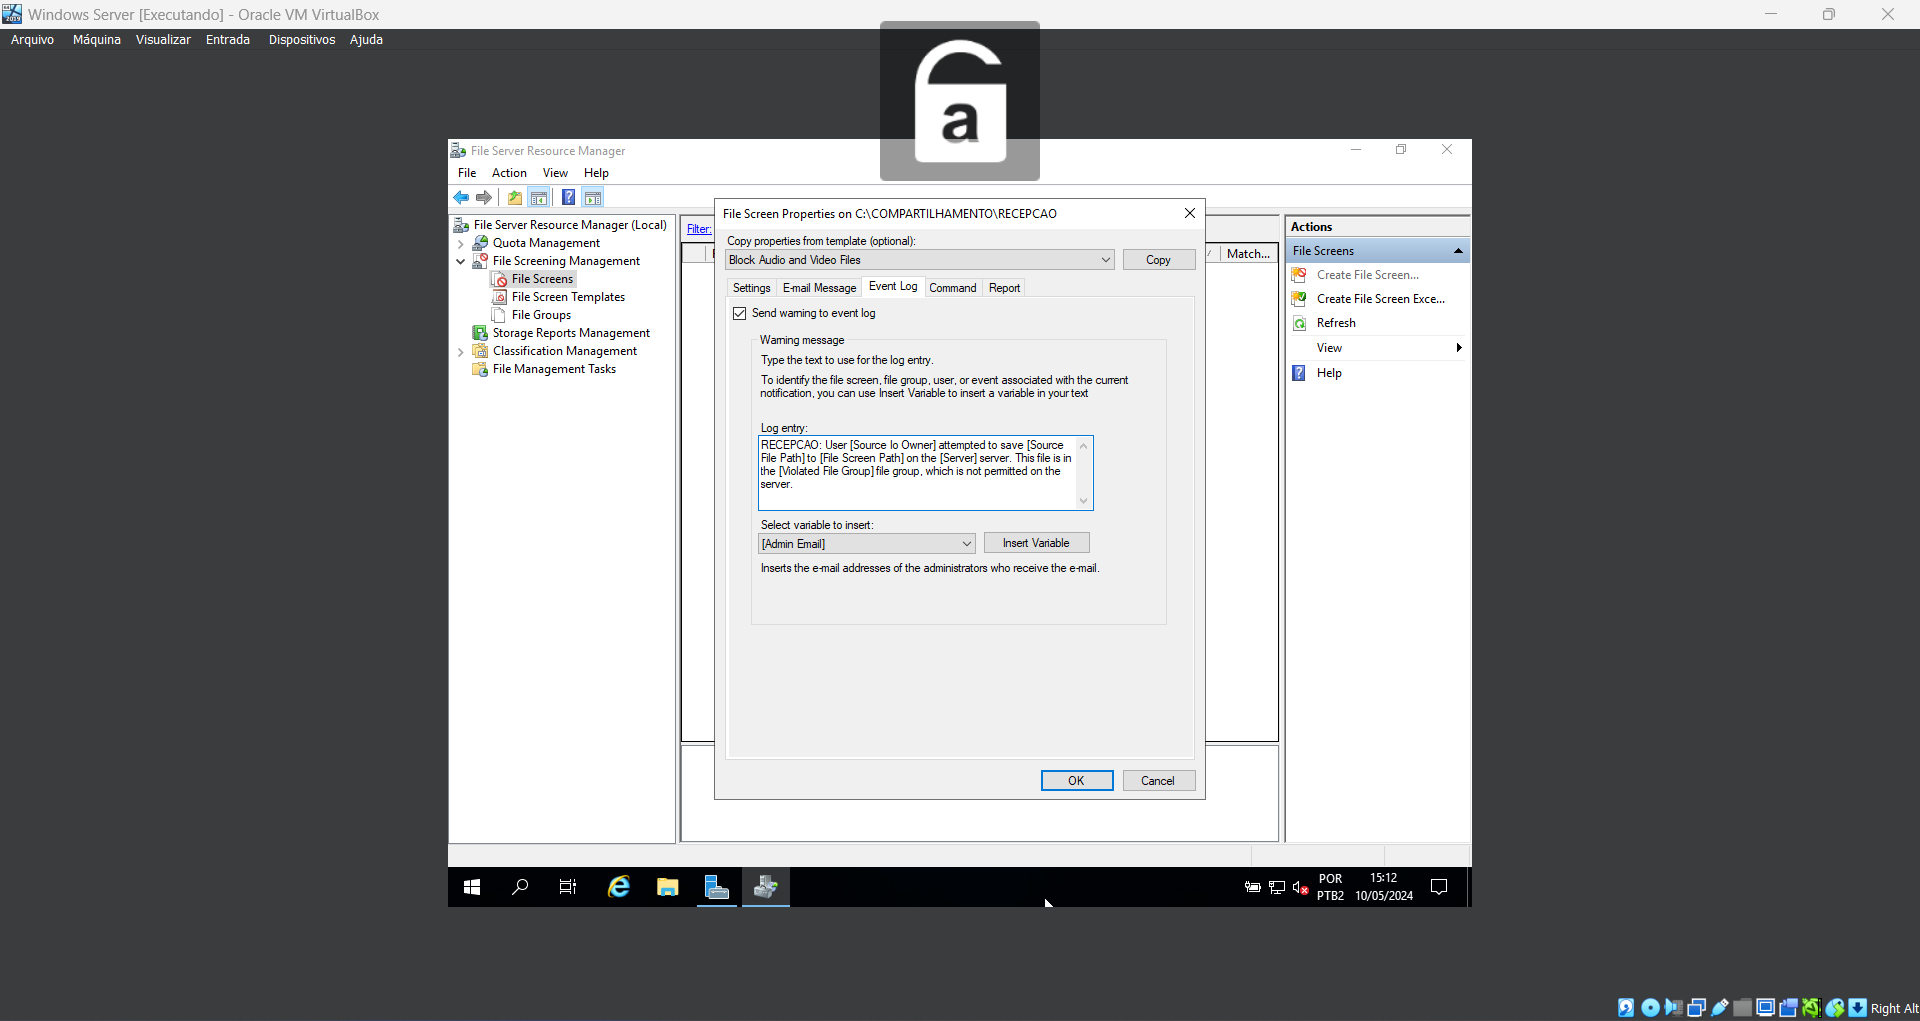 Windows Server [Executando] - Oracle VM VirtualBox
Arquivo Máquina Visualizar Entrada Dispositivos Ajuda
a
File Server Resource Manager
File Action View Help
File Server Resource Manager (Local)
Quota Management
File Screening Management
File Screens
File Screen Templates
File Groups
Storage Reports Management
Classification Management
File Management Tasks
Filter:
Match...
File Screen Properties on C:\COMPARTILHAMENTO\RECEPCAO
Copy properties from template (optional):
Block Audio and Video Files
Copy
Settings E-mail Message Event Log Command Report
Send warning to event log
Warning message
Type the text to use for the log entry.
To identify the file screen, file group, user, or event associated with the current
notification, you can use Insert Variable to insert a variable in your text
Log entry:
RECEPCAO: User [Source Io Owner] attempted to save [Source
File Path] to [File Screen Path] on the [Server] server. This file is in
the [Violated File Group] file group, which is not permitted on the
server.
Select variable to insert:
[Admin Email]
Insert Variable
Inserts the e-mail addresses of the administrators who receive the e-mail.
OK
Cancel
Actions
File Screens
Create File Screen...
Create File Screen Exce...
Refresh
View
Help
POR
PTB2
15:12
10/05/2024
Right Alt